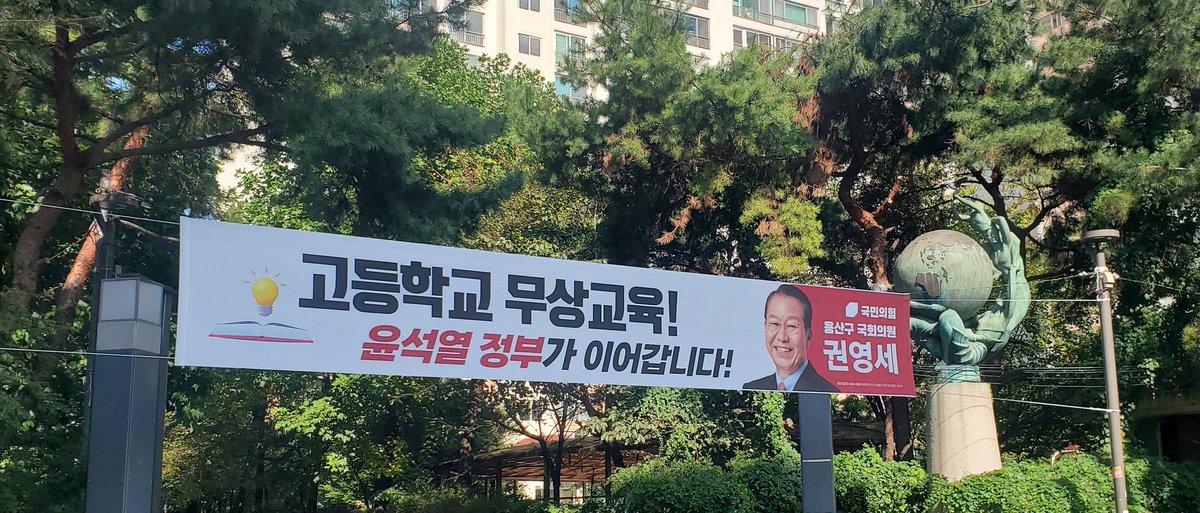 고등학교 무상교육!
윤석열 정부가 이어갑니다!
국민의힘
용산구 국회의원
권영세